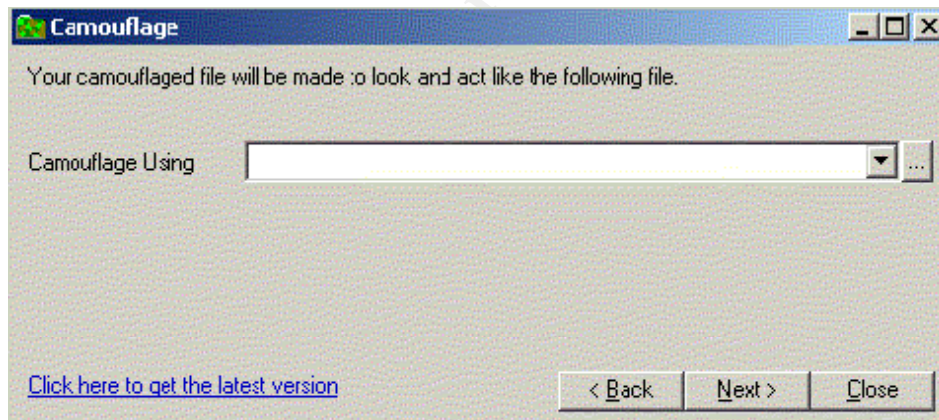 Camouflage
Your camouflaged file will be made :o look and act like the following file.
Camouflage Using
...
Click here to get the latest version
< Back
Next >
Close